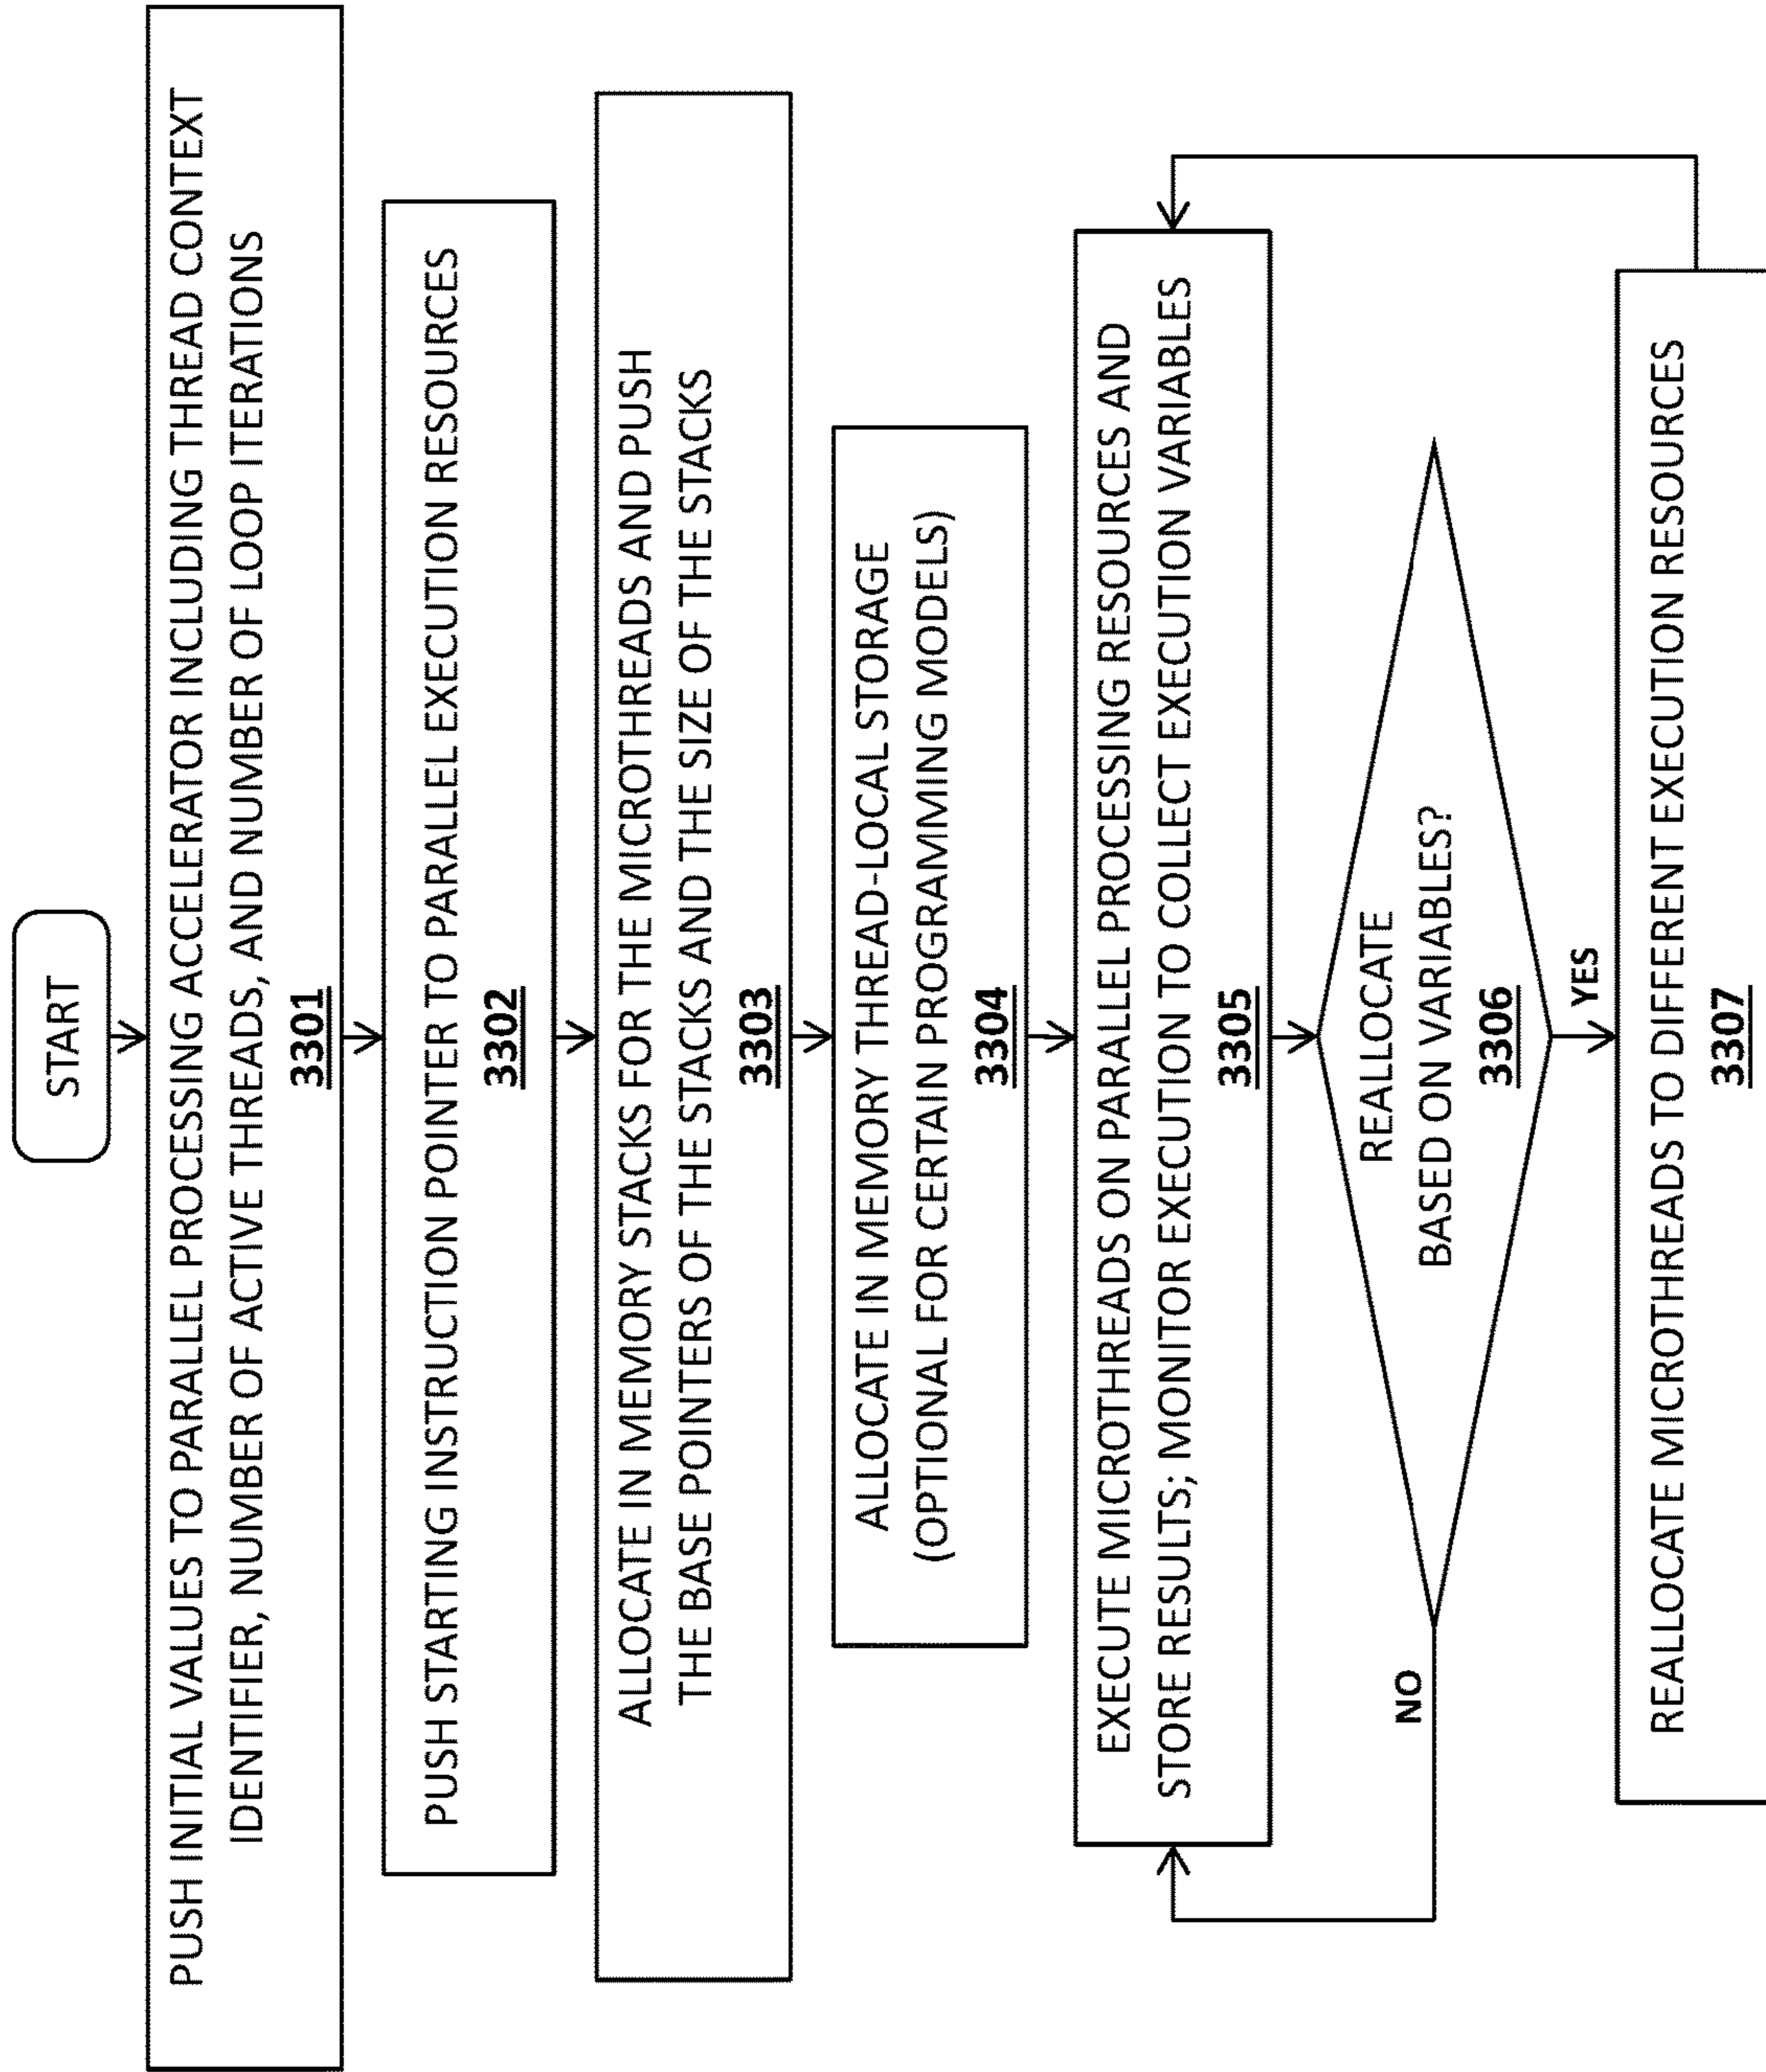 START
PUSH INITIAL VALUES TO PARALLEL PROCESSING ACCELERATOR INCLUDING THREAD CONTEXT
IDENTIFIER, NUMBER OF ACTIVE THREADS, AND NUMBER OF LOOP ITERATIONS
3301
PUSH STARTING INSTRUCTION POINTER TO PARALLEL EXECUTION RESOURCES
3302
ALLOCATE IN MEMORY STACKS FOR THE MICROTHREADS AND PUSH
THE BASE POINTERS OF THE STACKS AND THE SIZE OF THE STACKS
3303
ALLOCATE IN MEMORY THREAD-LOCAL STORAGE
(OPTIONAL FOR CERTAIN PROGRAMMING MODELS)
3304
EXECUTE MICROTHREADS ON PARALLEL PROCESSING RESOURCES AND
STORE RESULTS; MONITOR EXECUTION TO COLLECT EXECUTION VARIABLES
3305
REALLOCATE
BASED ON VARIABLES?
3306
NO
YES
REALLOCATE MICROTHREADS TO DIFFERENT EXECUTION RESOURCES
3307